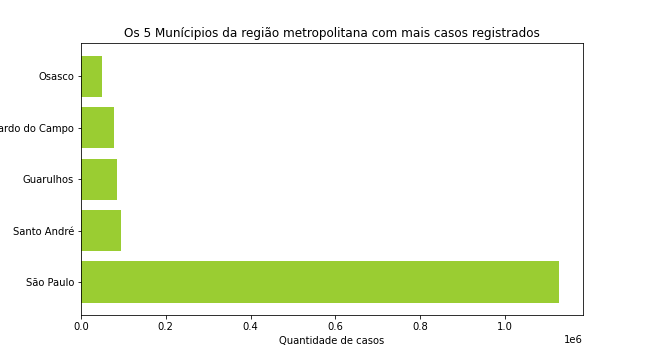 Os 5 Munícipios da região metropolitana com mais casos registrados
Osasco
ardo do Campo
Guarulhos
Santo André
São Paulo
0.0 0.2 0.4 0.6 0.8 1.0
1e6
Quantidade de casos